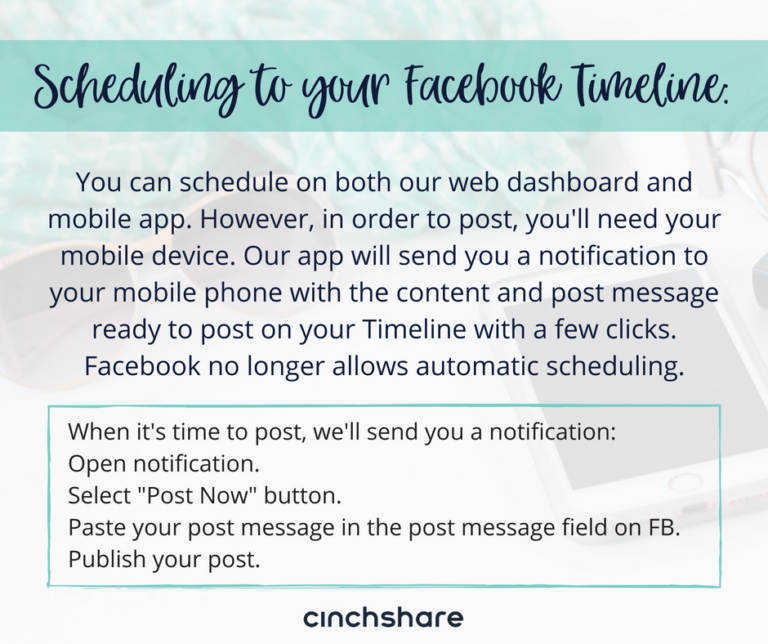 Scheduling to your Facebook Timeline:
You can schedule on both our web dashboard and
mobile app. However, in order to post, you'll need your
mobile device. Our app will send you a notification to
your mobile phone with the content and post message
ready to post on your Timeline with a few clicks.
Facebook no longer allows automatic scheduling.
When it's time to post, we'll send you a notification:
Open notification.
Select "Post Now" button.
Paste your post message in the post message field on FB.
Publish your post.
cinchshare